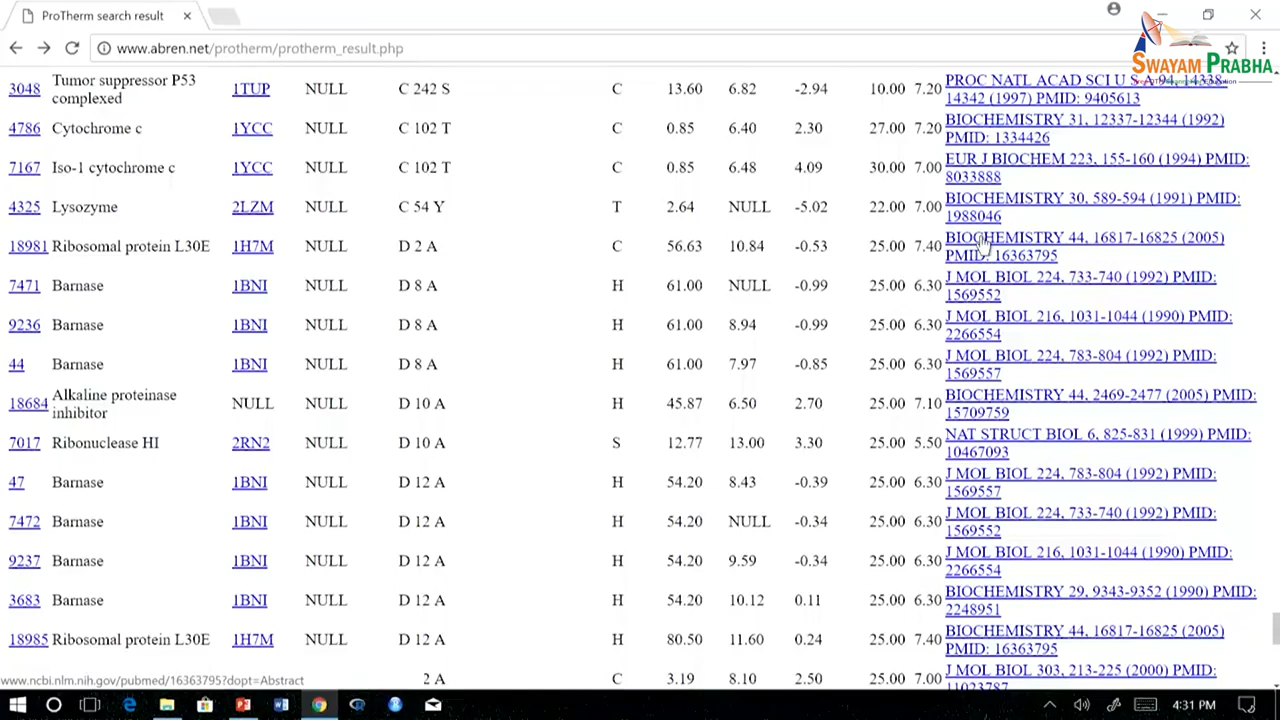 ProTherm search result
www.abren.net/protherm/protherm_result.php
SWAYAM PRABHA
3048 Tumor suppressor P53 complexed 1TUP NULL C 242 S C 13.60 6.82 -2.94 10.00 7.20 PROC NATL ACAD SCI U S A 94, 14338-
14342 (1997) PMID: 9405613
4786 Cytochrome c 1YCC NULL C 102 T C 0.85 6.40 2.30 27.00 7.20 BIOCHEMISTRY 31, 12337-12344 (1992)
PMID: 1334426
7167 Iso-1 cytochrome c 1YCC NULL C 102 T C 0.85 6.48 4.09 30.00 7.00 EUR J BIOCHEM 223, 155-160 (1994) PMID:
8033888
4325 Lysozyme 2LZM NULL C 54 Y T 2.64 NULL -5.02 22.00 7.00 BIOCHEMISTRY 30, 589-594 (1991) PMID:
1988046
18981 Ribosomal protein L30E 1H7M NULL D 2 A C 56.63 10.84 -0.53 25.00 7.40 BIOCHEMISTRY 44, 16817-16825 (2005)
PMID: 16363795
7471 Barnase 1BNI NULL D 8 A H 61.00 NULL -0.99 25.00 6.30 J MOL BIOL 224, 733-740 (1992) PMID:
1569552
9236 Barnase 1BNI NULL D 8 A H 61.00 8.94 -0.99 25.00 6.30 J MOL BIOL 216, 1031-1044 (1990) PMID:
2266554
44 Barnase 1BNI NULL D 8 A H 61.00 7.97 -0.85 25.00 6.30 J MOL BIOL 224, 783-804 (1992) PMID:
1569557
18684 Alkaline proteinase inhibitor NULL NULL D 10 A H 45.87 6.50 2.70 25.00 7.10 BIOCHEMISTRY 44, 2469-2477 (2005) PMID:
15709759
7017 Ribonuclease HI 2RN2 NULL D 10 A S 12.77 13.00 3.30 25.00 5.50 NAT STRUCT BIOL 6, 825-831 (1999) PMID:
10467093
47 Barnase 1BNI NULL D 12 A H 54.20 8.43 -0.39 25.00 6.30 J MOL BIOL 224, 783-804 (1992) PMID:
1569557
7472 Barnase 1BNI NULL D 12 A H 54.20 NULL -0.34 25.00 6.30 J MOL BIOL 224, 733-740 (1992) PMID:
1569552
9237 Barnase 1BNI NULL D 12 A H 54.20 9.59 -0.34 25.00 6.30 J MOL BIOL 216, 1031-1044 (1990) PMID:
2266554
3683 Barnase 1BNI NULL D 12 A H 54.20 10.12 0.11 25.00 6.30 BIOCHEMISTRY 29, 9343-9352 (1990) PMID:
2248951
18985 Ribosomal protein L30E 1H7M NULL D 12 A H 80.50 11.60 0.24 25.00 7.40 BIOCHEMISTRY 44, 16817-16825 (2005)
PMID: 16363795
2 A C 3.19 8.10 2.50 25.00 7.00 J MOL BIOL 303, 213-225 (2000) PMID:
11023787
www.ncbi.nlm.nih.gov/pubmed/16363795?dopt=Abstract
4:31 PM